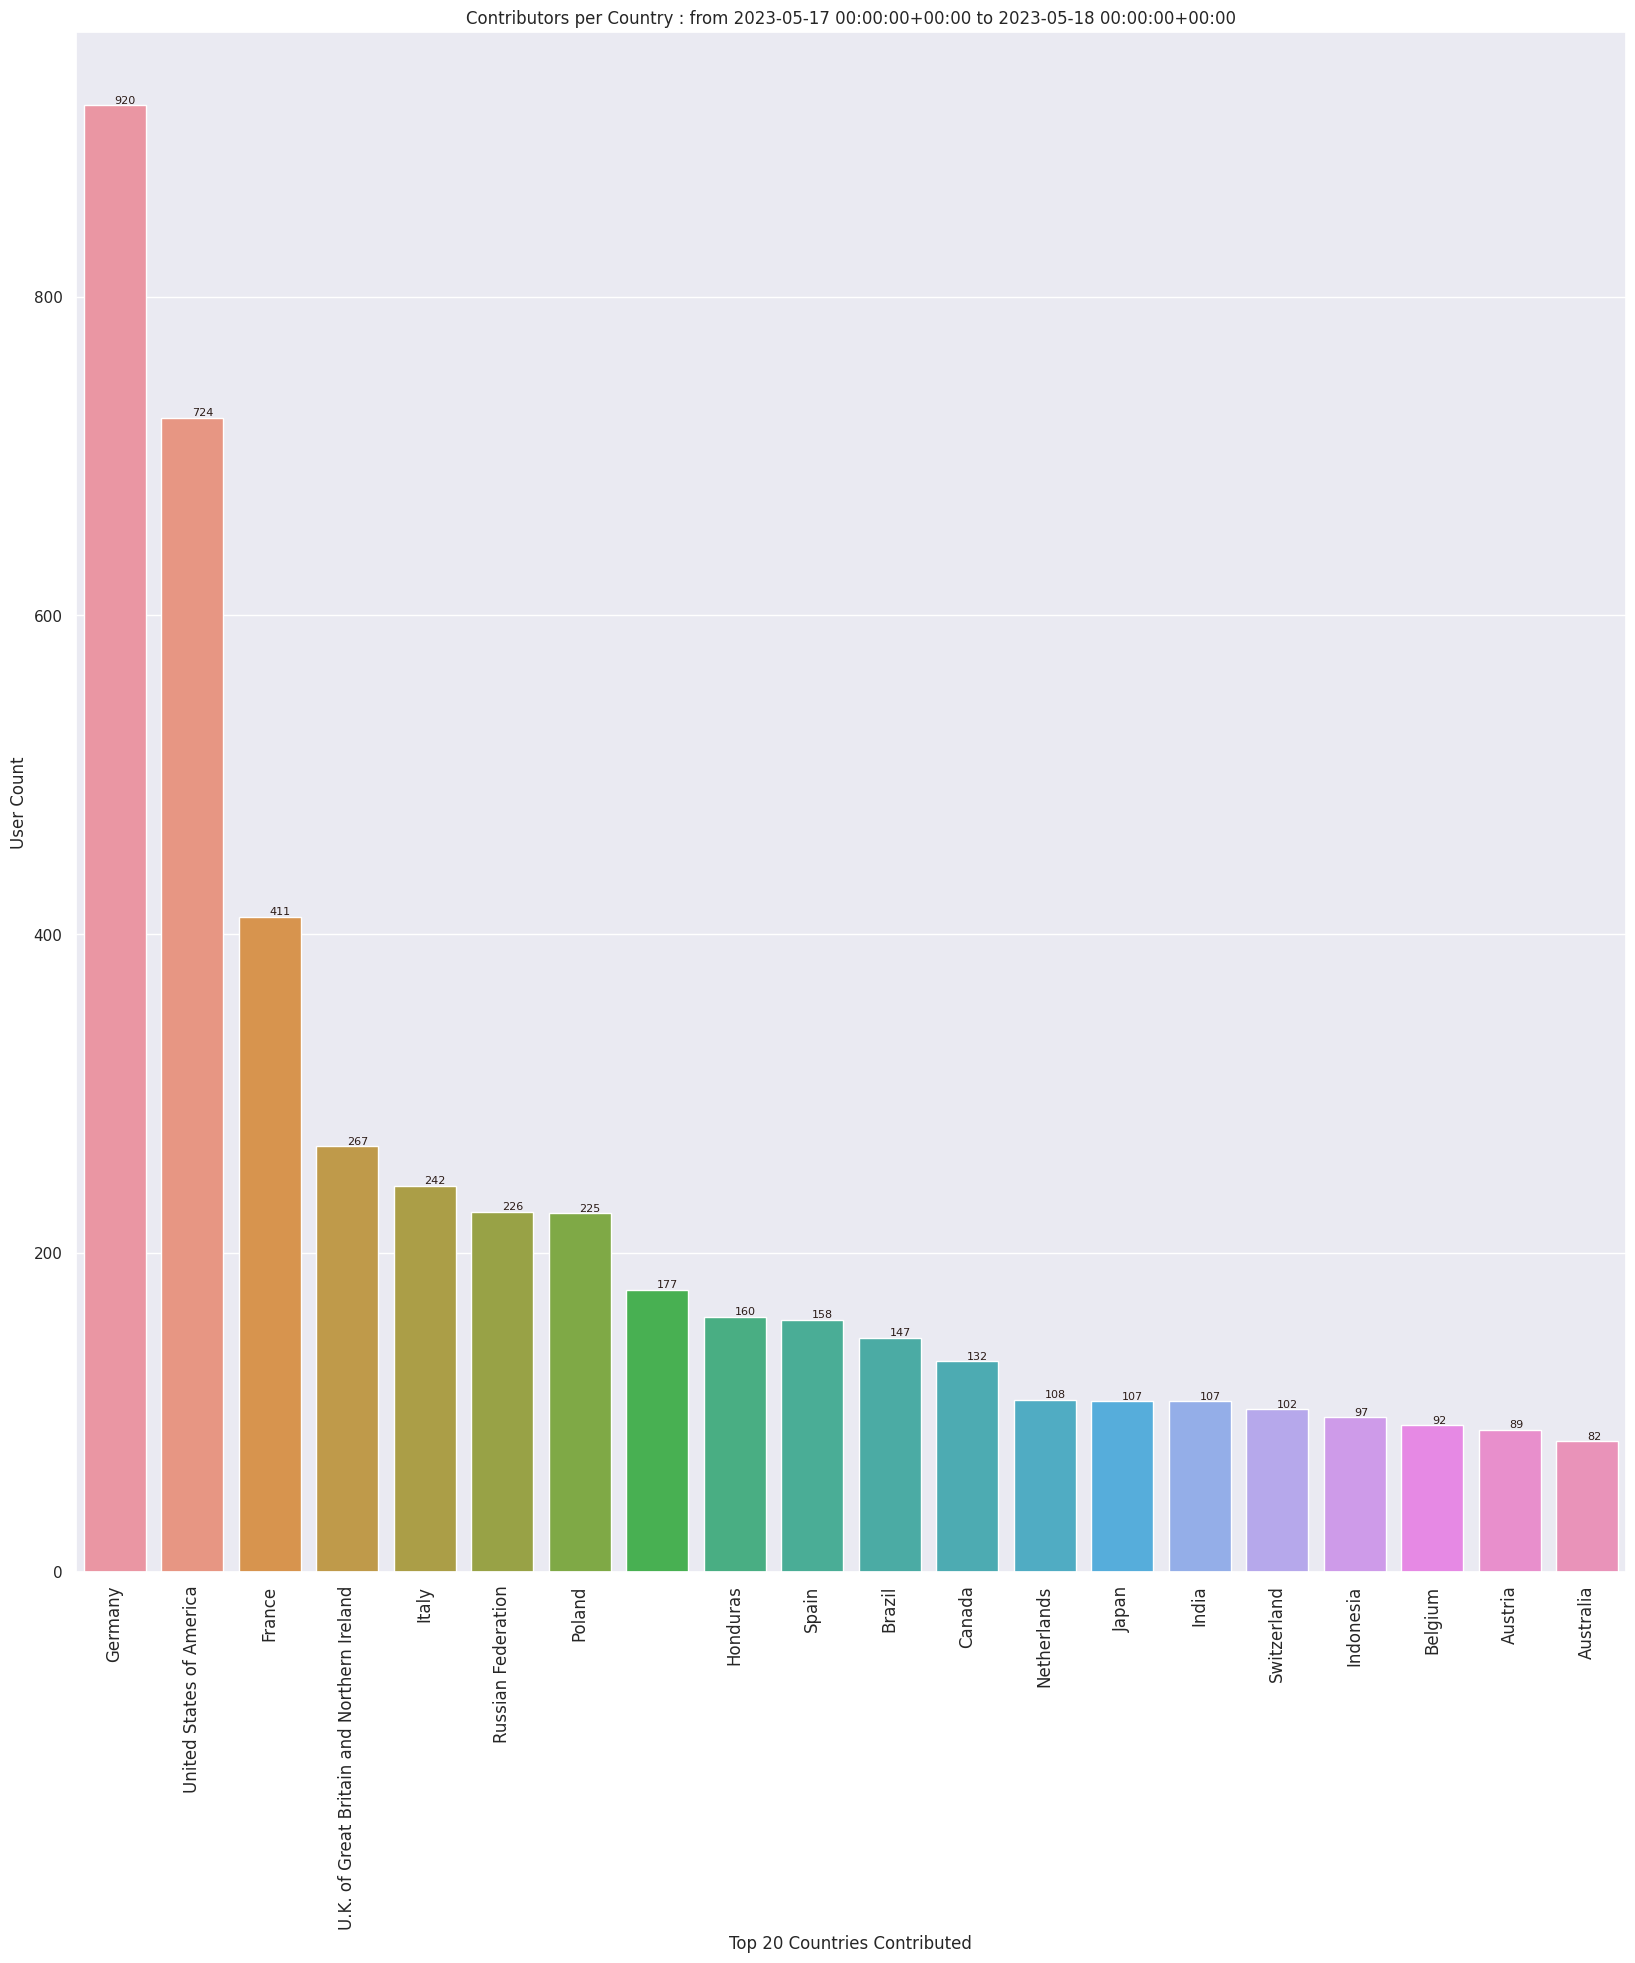 Contributors per Country : from 2023-05-17 00:00:00+00:00 to 2023-05-18 00:00:00+00:00
User Count
800
600
400
200
0
920
724
411
267
242
226
225
177
160
158
147
132
108
107
107
102
97
92
89
82
Germany
United States of America
France
U.K. of Great Britain and Northern Ireland
Italy
Russian Federation
Poland
Honduras
Spain
Brazil
Canada
Netherlands
Japan
India
Switzerland
Indonesia
Belgium
Austria
Australia
Top 20 Countries Contributed